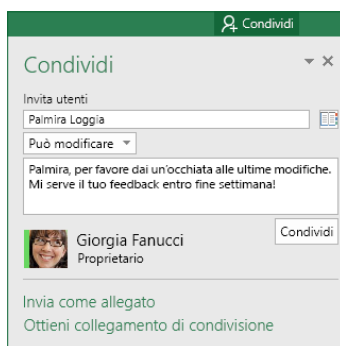 Condividi
Condividi
Invita utenti
Palmira Loggia
Può modificare
Palmira, per favore dai un'occhiata alle ultime modifiche.
Mi serve il tuo feedback entro fine settimana!
Condividi
Giorgia Fanucci
Proprietario
Invia come allegato
Ottieni collegamento di condivisione